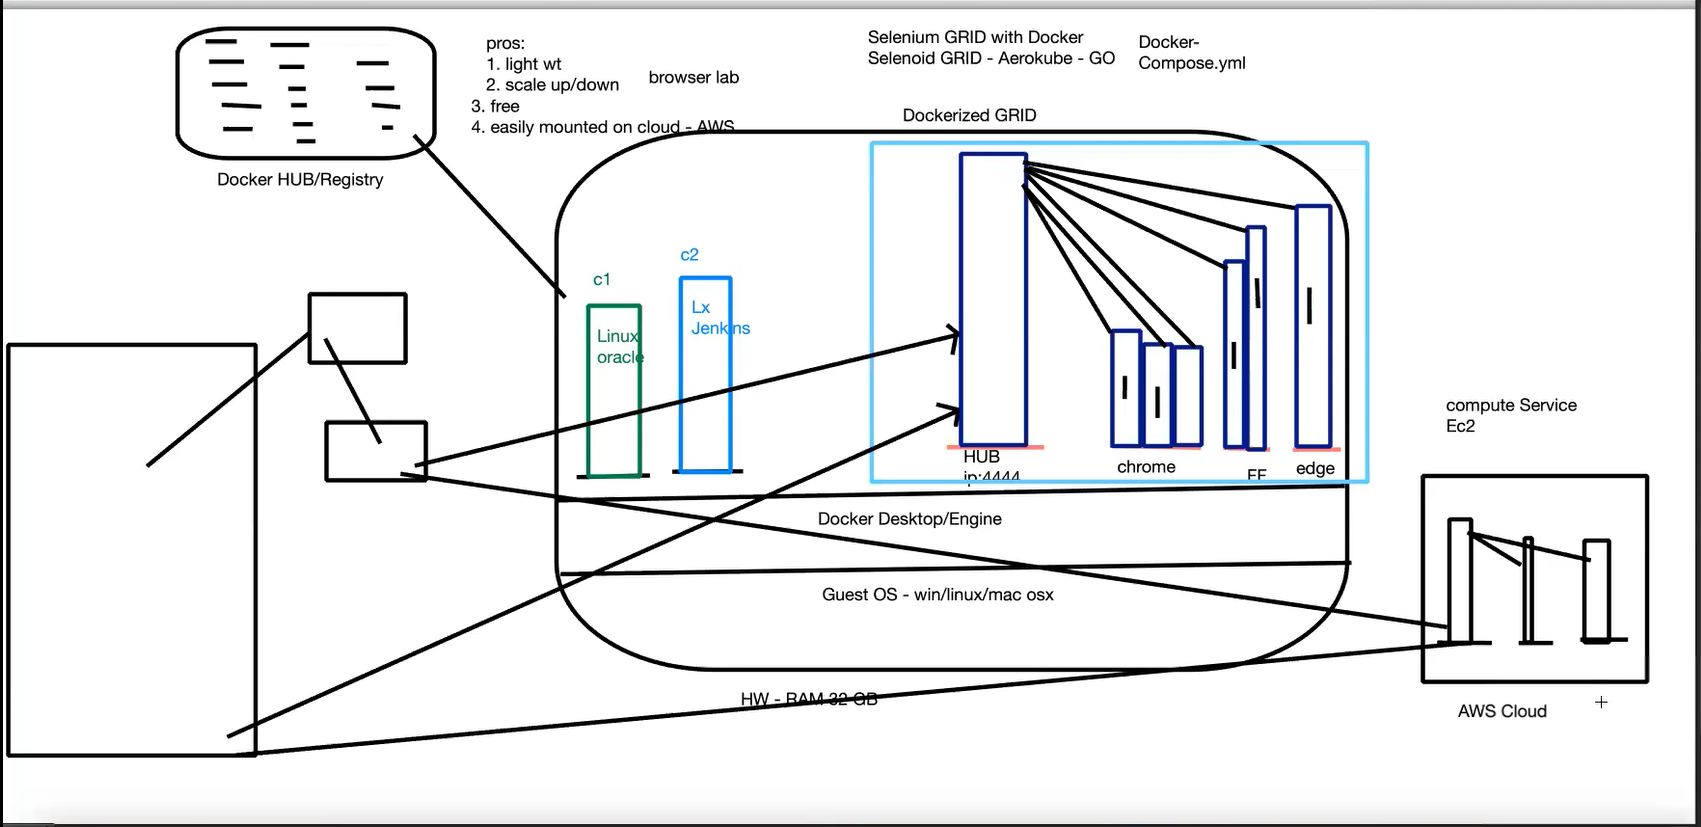 pros:
1. light wt
2. scale up/down
3. free
4. easily mounted on cloud - AWS
browser lab
Selenium GRID with Docker
Selenoid GRID - Aerokube - GO
Docker-
Compose.yml
Docker HUB/Registry
Dockerized GRID
c1
Linux
oracle
c2
Lx
Jenkins
HUB
ip:4444
chrome
FF
edge
Docker Desktop/Engine
Guest OS - win/linux/mac osx
HW - RAM 32 GB
compute Service
Ec2
AWS Cloud